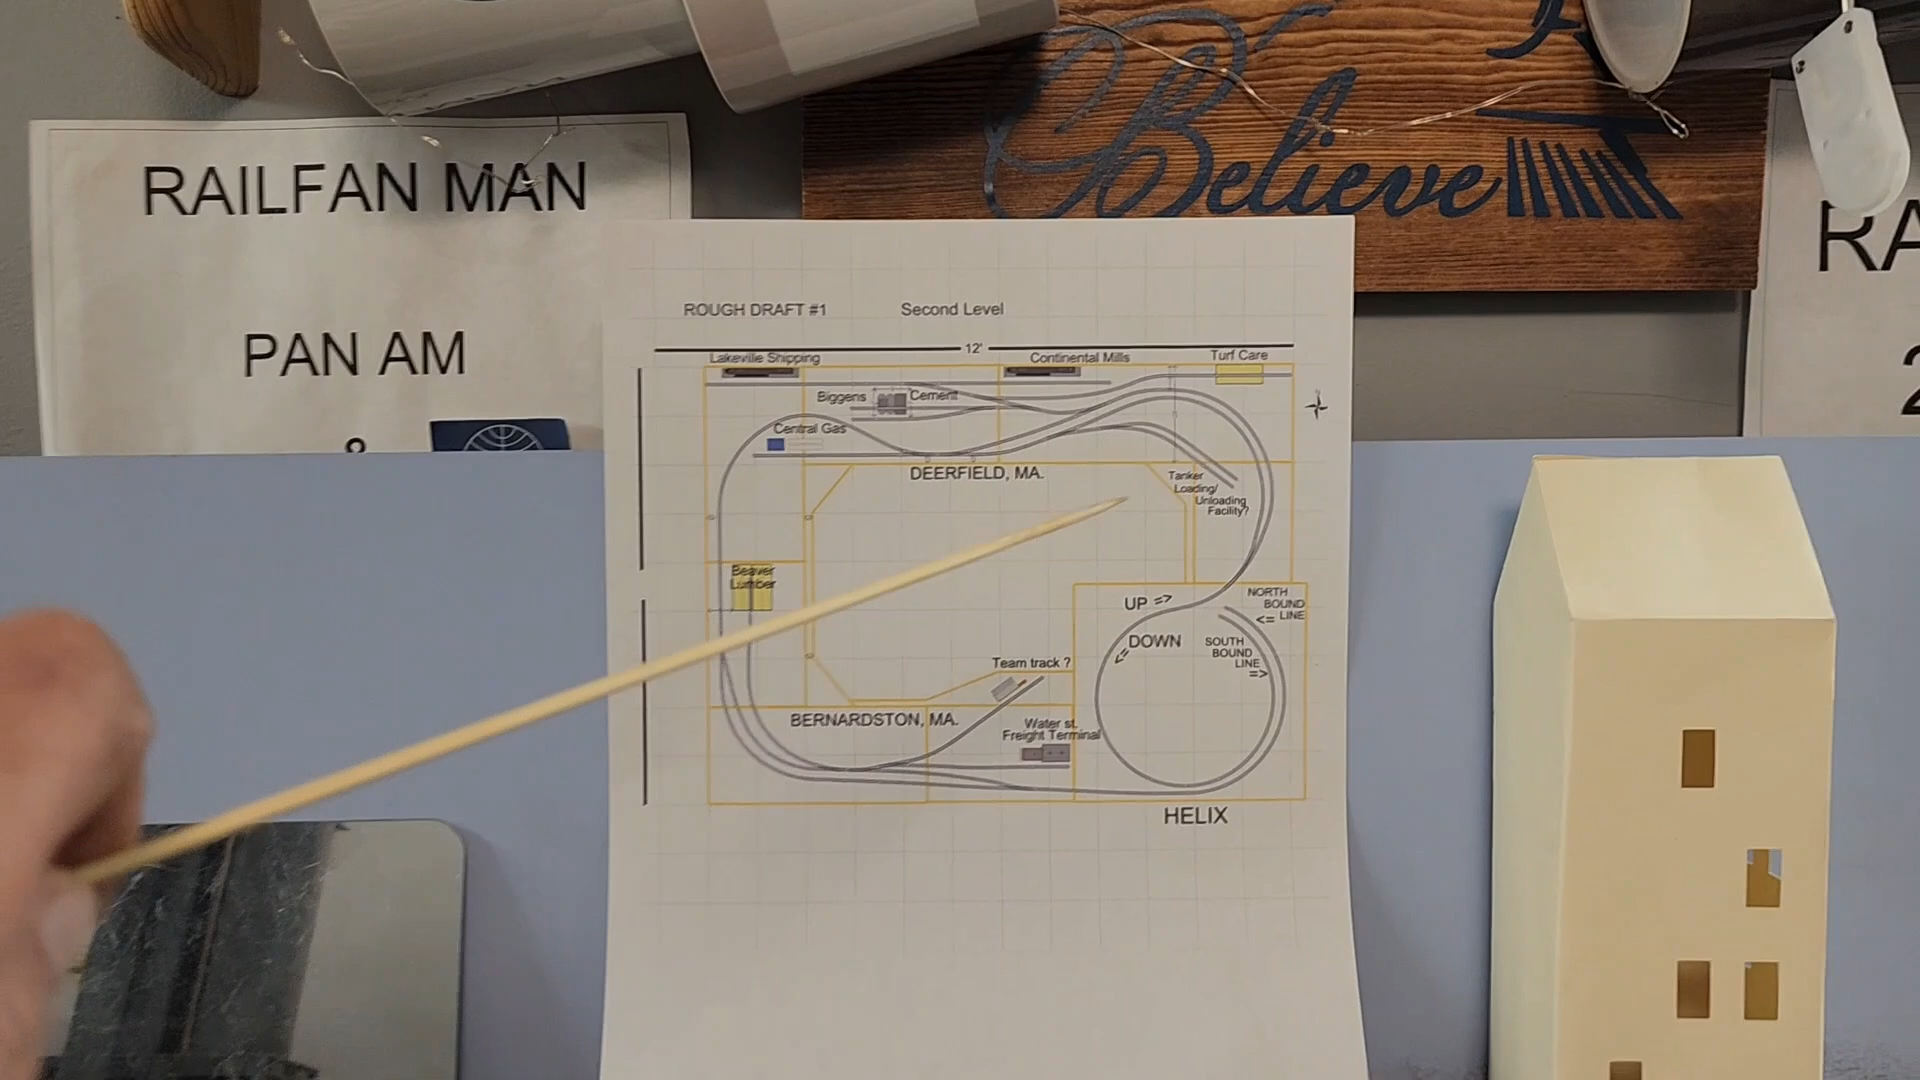 RAILFAN MAN
PAN AM
&
Believe
RA
2
ROUGH DRAFT #1
Second Level
12'
Lakeville Shipping
Continental Mills
Turf Care
Biggens
Cement
Central Gas
DEERFIELD, MA.
Tanker
Loading/
Unloading
Facility?
Beaver
Lumber
UP =>
NORTH
BOUND
<= LINE
DOWN
<=
SOUTH
BOUND
LINE
=>
Team track ?
BERNARDSTON, MA.
Water st.
Freight Terminal
HELIX